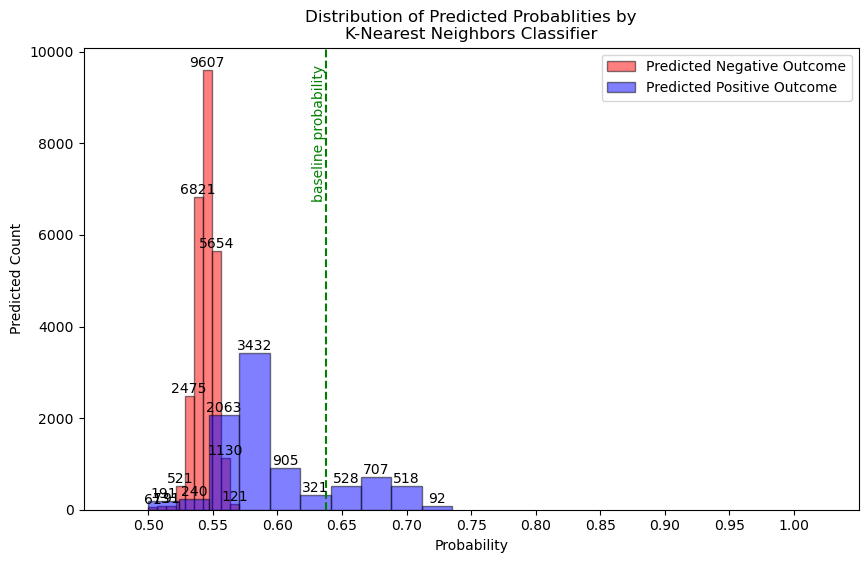 Distribution of Predicted Probablities by
K-Nearest Neighbors Classifier
Predicted Negative Outcome
Predicted Positive Outcome
baseline probability
9607
6821
5654
3432
2475
2063
1130
905
707
521
528
518
321
191
240
121
92
Predicted Count
10000
8000
6000
4000
2000
0
0.50 0.55 0.60 0.65 0.70 0.75 0.80 0.85 0.90 0.95 1.00
Probability